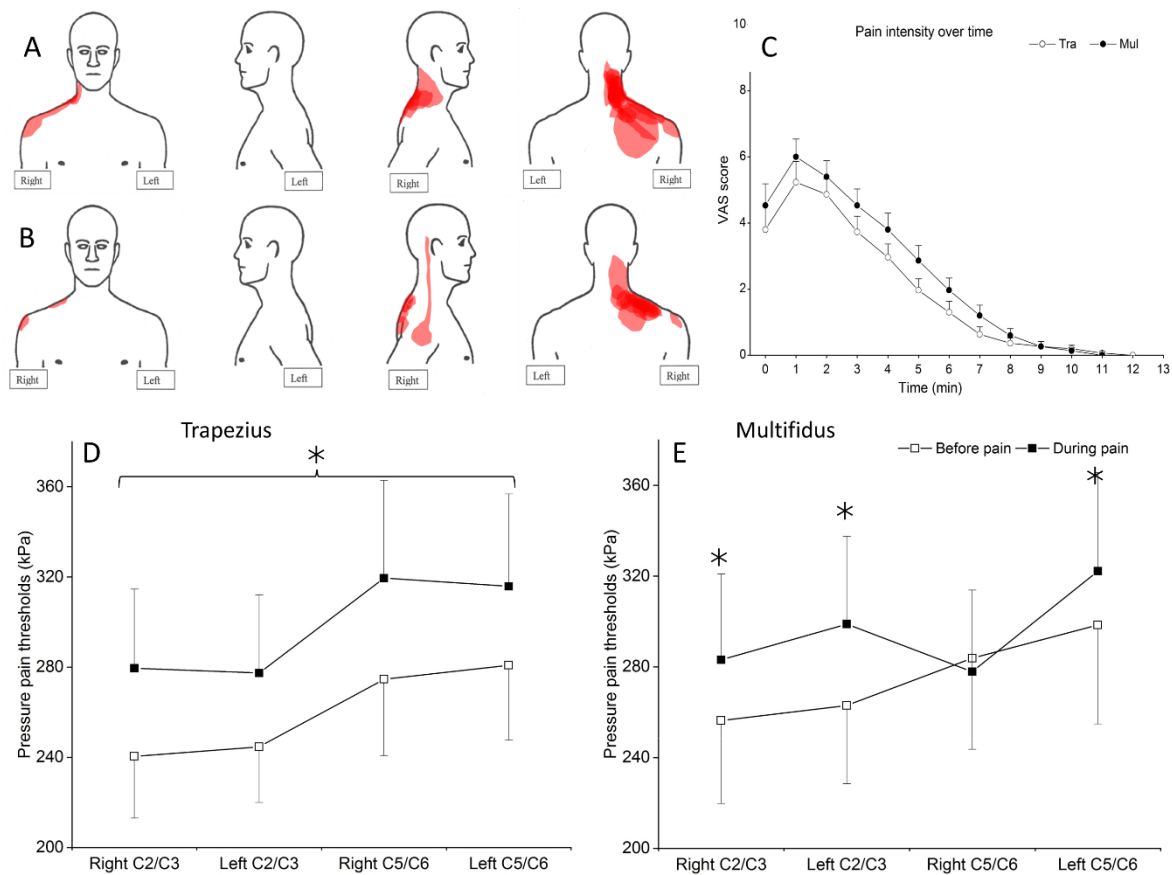 A
Right
Left
Left
Right
Left
Right
B
Right
Left
Left
Right
Left
Right
C
Pain intensity over time
Tra
Mul
10
8
6
4
2
0
VAS score
0 1 2 3 4 5 6 7 8 9 10 11 12 13
Time (min)
D
Trapezius
*
360
320
280
240
200
Pressure pain thresholds (kPa)
Right C2/C3 Left C2/C3 Right C5/C6 Left C5/C6
E
Multifidus
Before pain
During pain
* * *
360
320
280
240
200
Pressure pain thresholds (kPa)
Right C2/C3 Left C2/C3 Right C5/C6 Left C5/C6